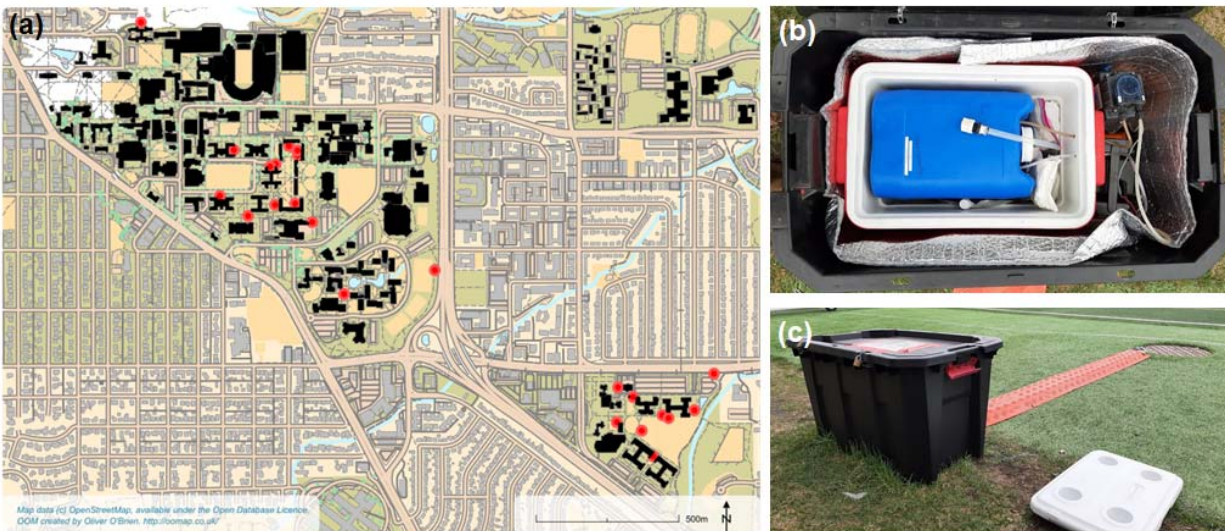 (a)
Map data (c) OpenStreetMap, available under the Open Database Licence.
OOM created by Oliver O'Brien. http://oomap.co.uk/
500m
N
(b)
(c)